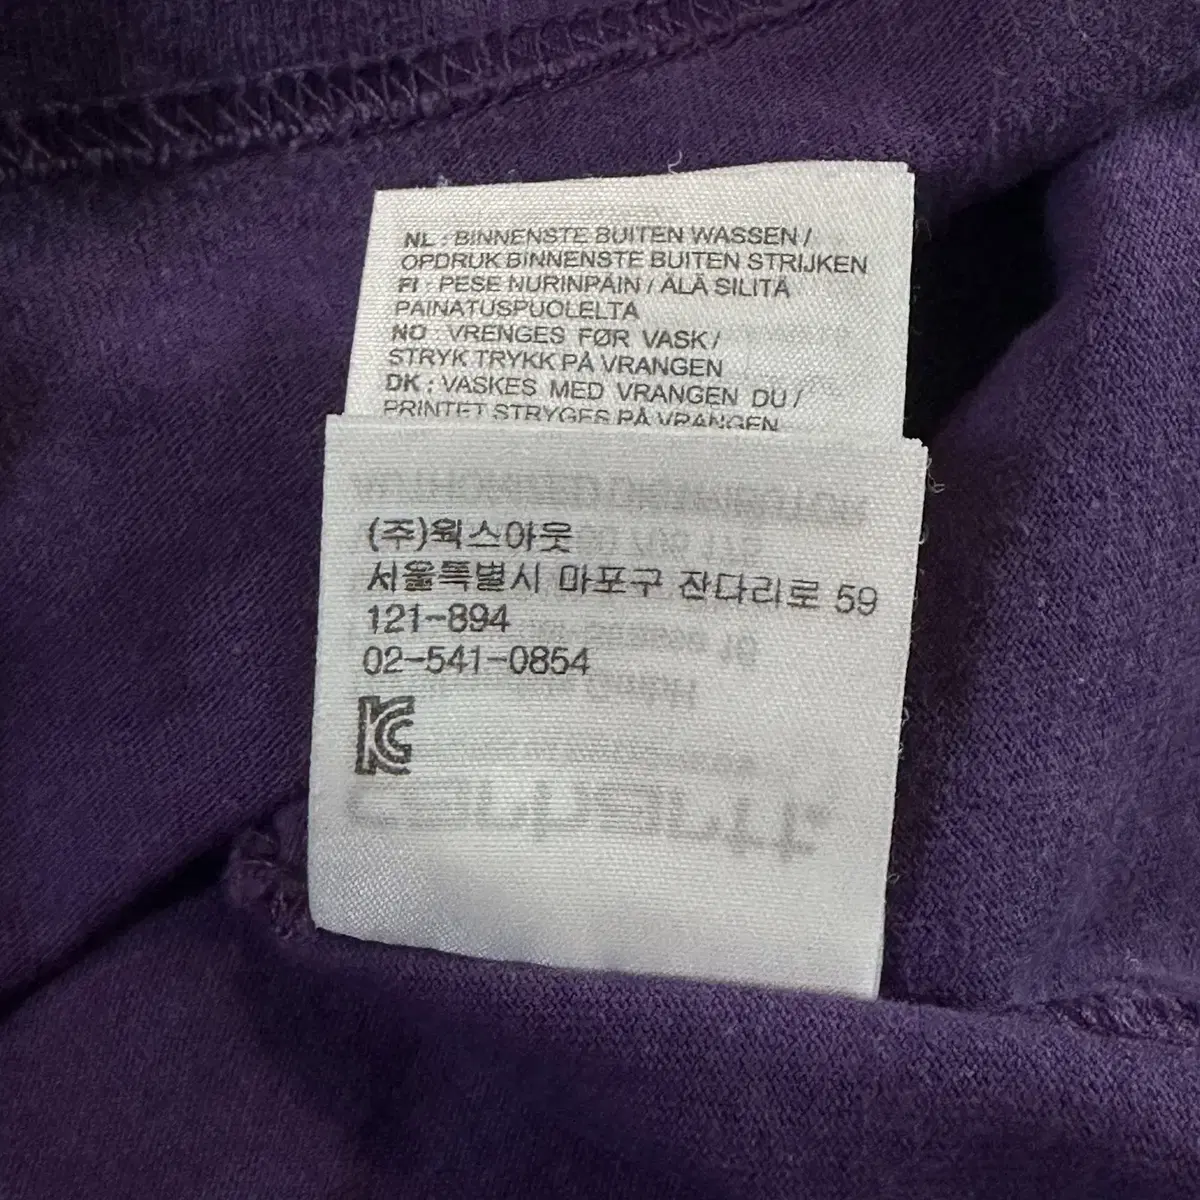 NL : BINNENSTE BUITEN WASSEN /
OPDRUK BINNENSTE BUITEN STRIJKEN
FI : PESE NURINPÄIN / ÄLÄ SILITÄ
PAINATUSPUOLELTA
NO VRENGES FØR VASK /
STRYK TRYKK PÅ VRANGEN
DK : VASKES MED VRANGEN DU /
PRINTET STRYGES PÅ VRANGEN
(주)웍스아웃
서울특별시 마포구 잔다리로 59
121-894
02-541-0854
KC
carhartt